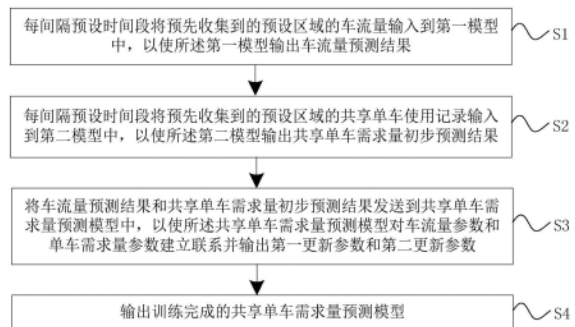 每间隔预设时间段将预先收集到的预设区域的车流量输入到第一模型
中，以使所述第一模型输出车流量预测结果
S1
每间隔预设时间段将预先收集到的预设区域的共享单车使用记录输入
到第二模型中，以使所述第二模型输出共享单车需求量初步预测结果
S2
将车流量预测结果和共享单车需求量初步预测结果发送到共享单车需
求量预测模型中，以使所述共享单车需求量预测模型对车流量参数和
单车需求量参数建立联系并输出第一更新参数和第二更新参数
S3
输出训练完成的共享单车需求量预测模型
S4